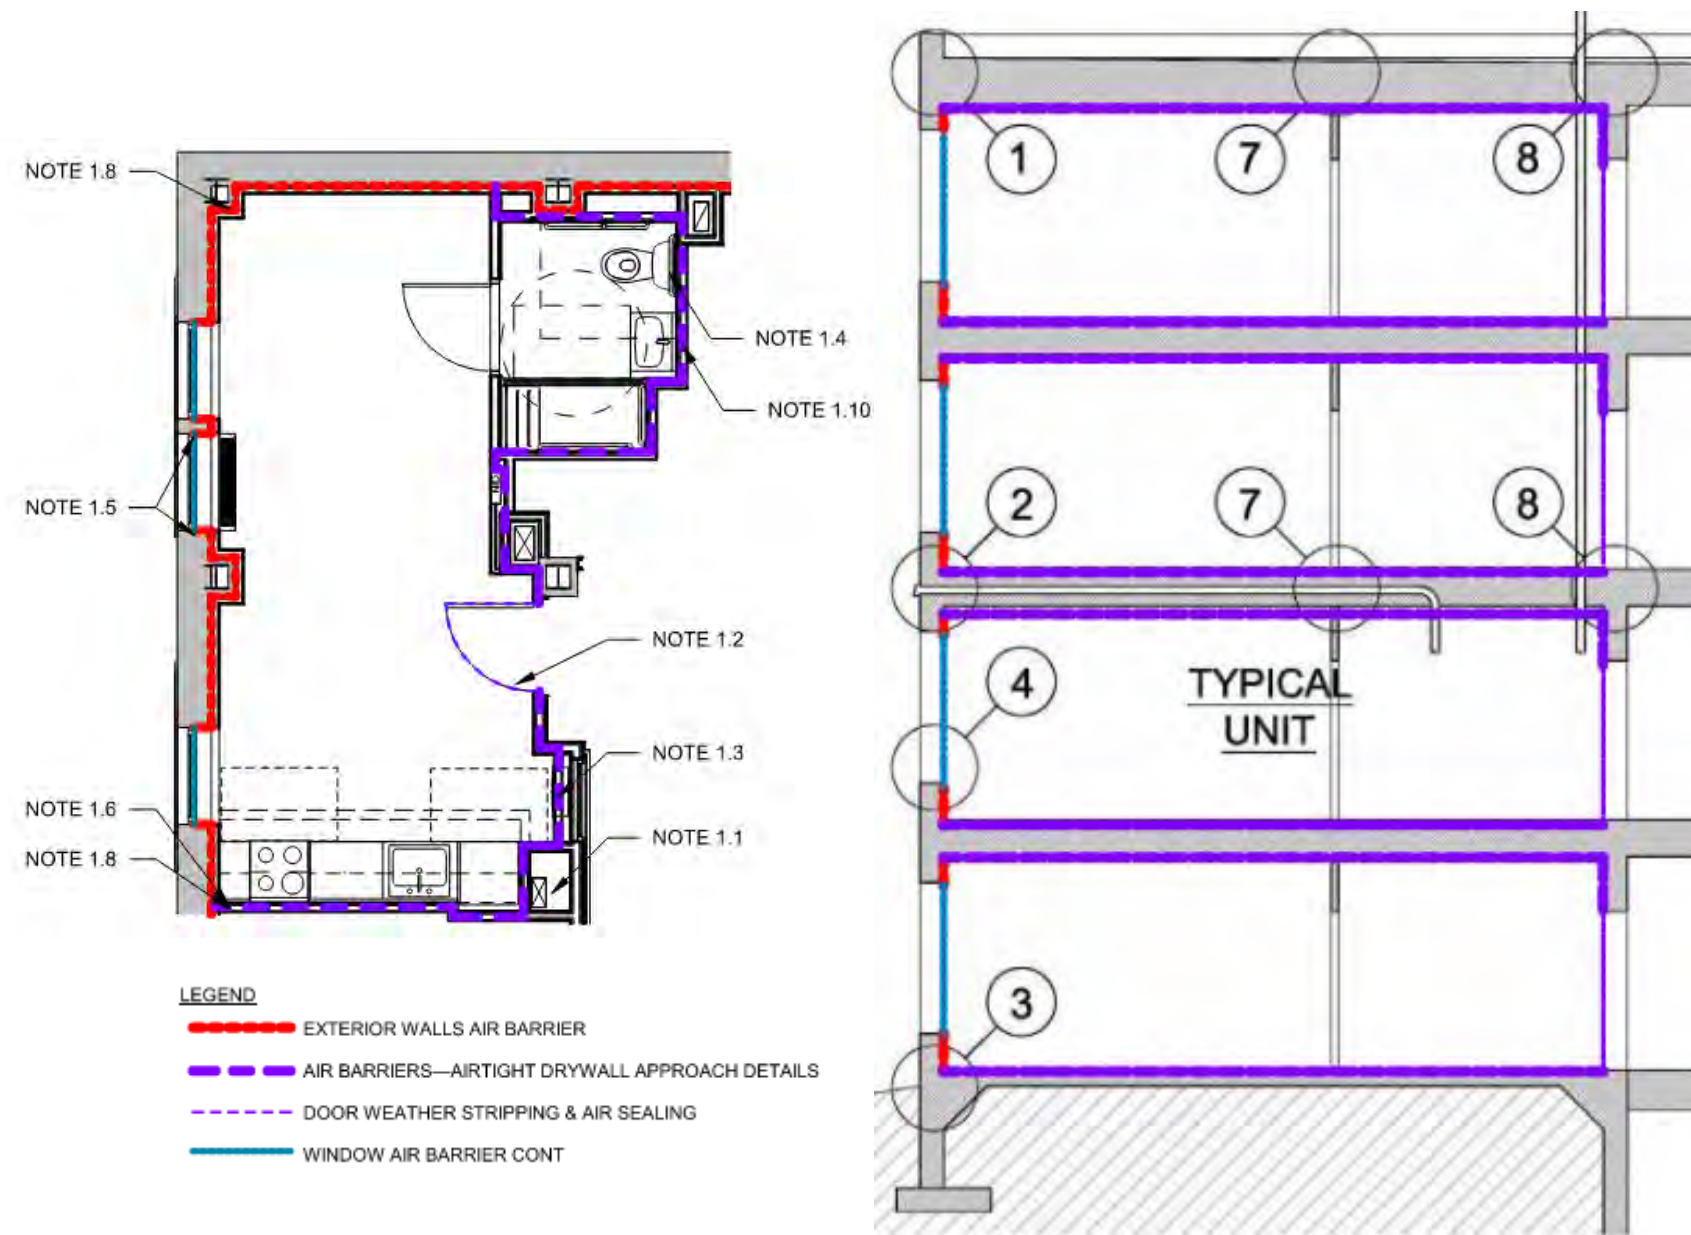 NOTE 1.8
NOTE 1.4
NOTE 1.10
NOTE 1.5
NOTE 1.2
NOTE 1.3
NOTE 1.6
NOTE 1.1
NOTE 1.8
LEGEND
EXTERIOR WALLS AIR BARRIER
AIR BARRIERS—AIRTIGHT DRYWALL APPROACH DETAILS
DOOR WEATHER STRIPPING & AIR SEALING
WINDOW AIR BARRIER CONT
1
7
8
2
7
8
4
TYPICAL
UNIT
3